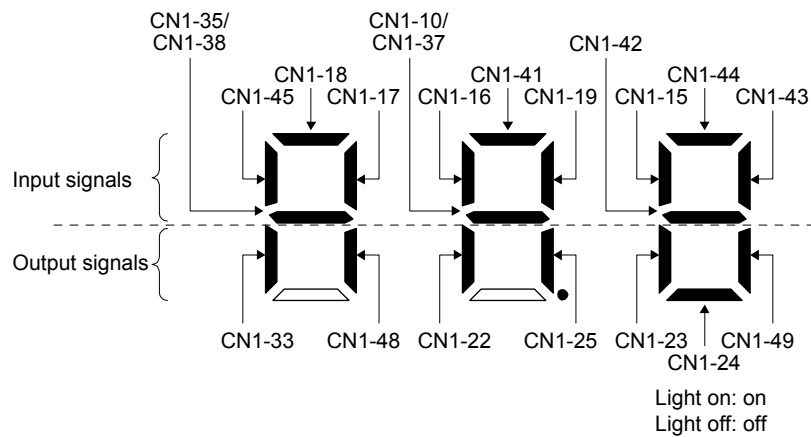 CN1-35/
CN1-38
CN1-10/
CN1-37
CN1-42
CN1-18
CN1-41
CN1-44
CN1-45
CN1-17
CN1-16
CN1-19
CN1-15
CN1-43
Input signals
Output signals
CN1-33
CN1-48
CN1-22
CN1-25
CN1-23
CN1-49
CN1-24
Light on: on
Light off: off